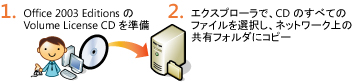 1. Office 2003 Editions の
Volume License CD を準備
2. エクスプローラで、CD のすべての
ファイルを選択し、ネットワーク上の
共有フォルダにコピー